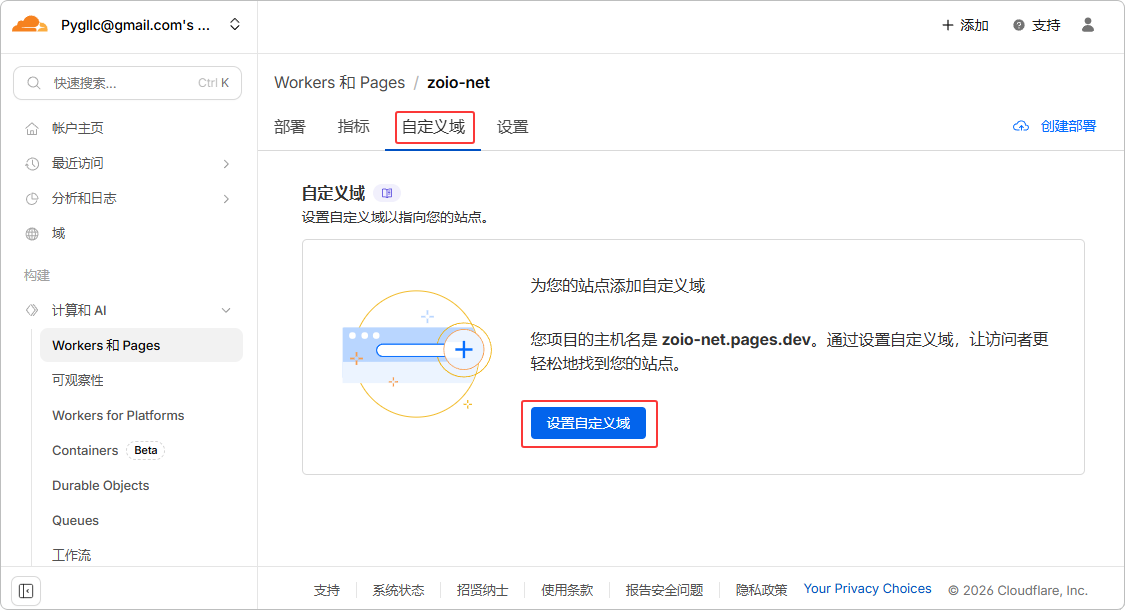 Pygllc@gmail.com's ...
添加
支持
快速搜索... Ctrl K
帐户主页
最近访问
分析和日志
域
构建
计算和 AI
Workers 和 Pages
可观察性
Workers for Platforms
Containers Beta
Durable Objects
Queues
工作流
Workers 和 Pages / zoio-net
部署 指标 自定义域 设置
创建部署
自定义域
设置自定义域以指向您的站点。
为您的站点添加自定义域
您项目的主机名是 zoio-net.pages.dev。通过设置自定义域，让访问者更
轻松地找到您的站点。
设置自定义域
支持 系统状态 招贤纳士 使用条款 报告安全问题 隐私政策 Your Privacy Choices © 2026 Cloudflare, Inc.